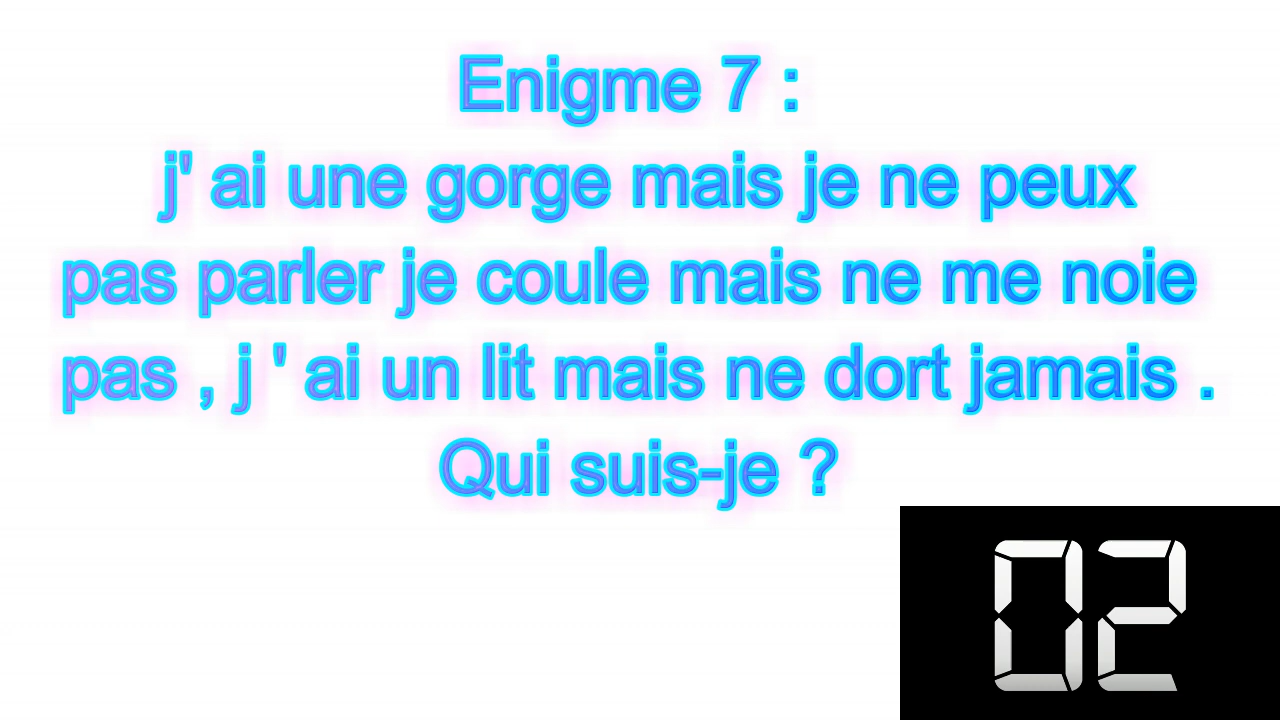 Enigme 7 :
j' ai une gorge mais je ne peux
pas parler je coule mais ne me noie
pas , j ' ai un lit mais ne dort jamais .
Qui suis-je ?
02